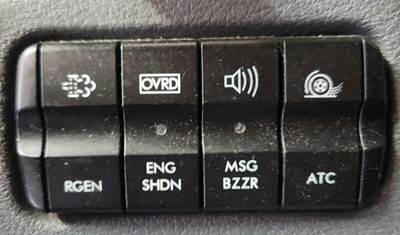 OVRD
RGEN
ENG
SHDN
MSG
BZZR
ATC